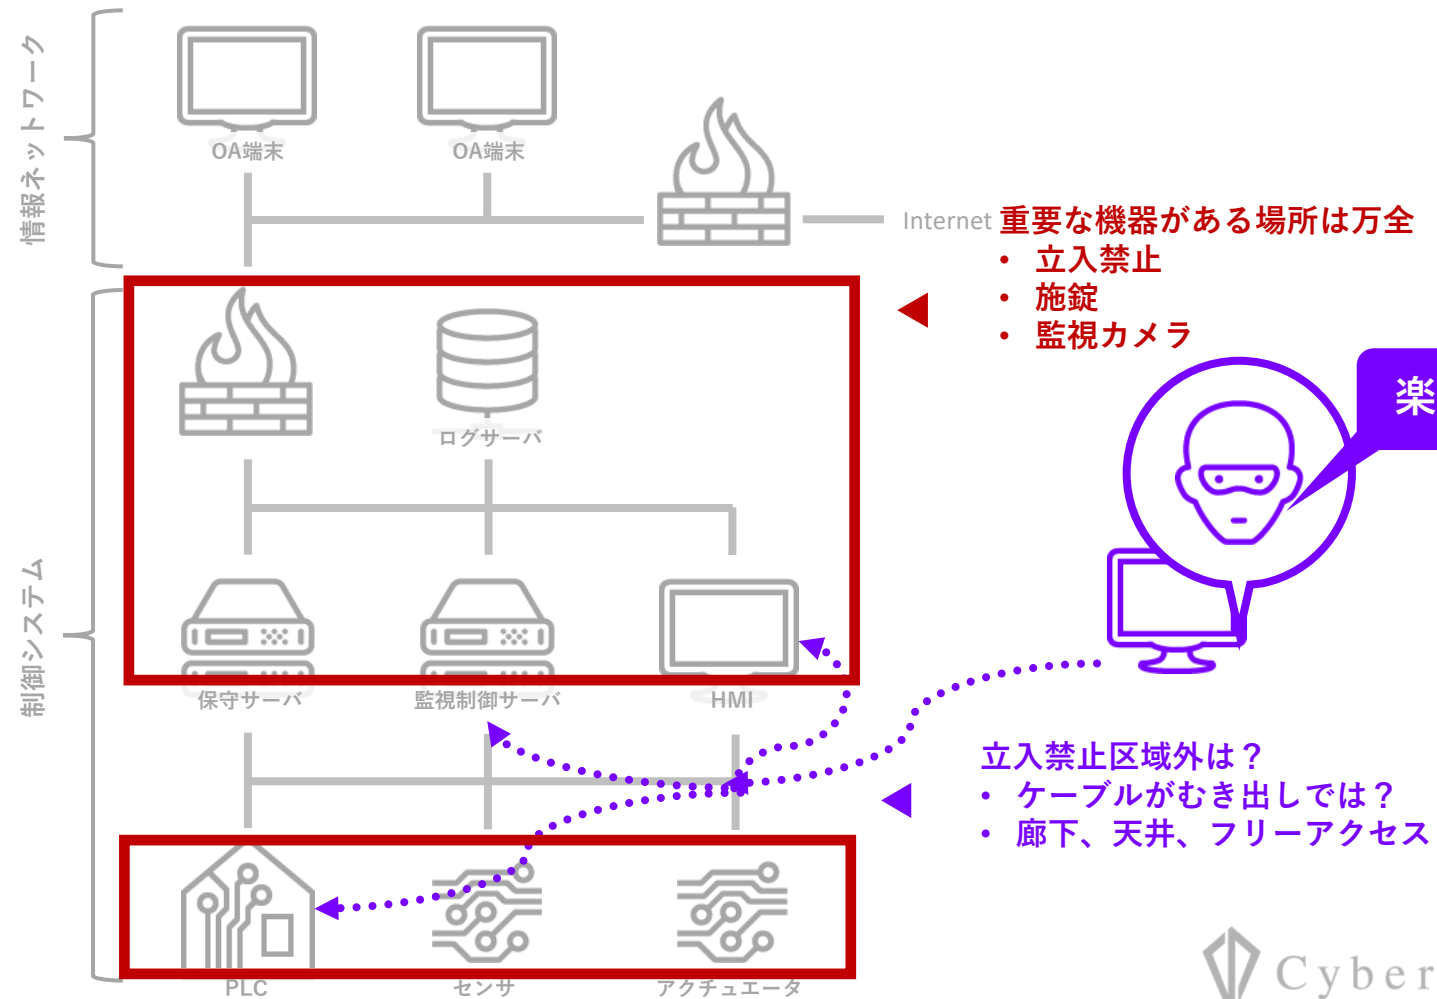 情報ネットワーク
OA端末
OA端末
Internet
重要な機器がある場所は万全
• 立入禁止
• 施錠
• 監視カメラ
楽
ログサーバ
制御システム
保守サーバ
監視制御サーバ
HMI
立入禁止区域外は？
• ケーブルがむき出しでは？
• 廊下、天井、フリーアクセス
PLC
センサ
アクチュエータ
Cyber